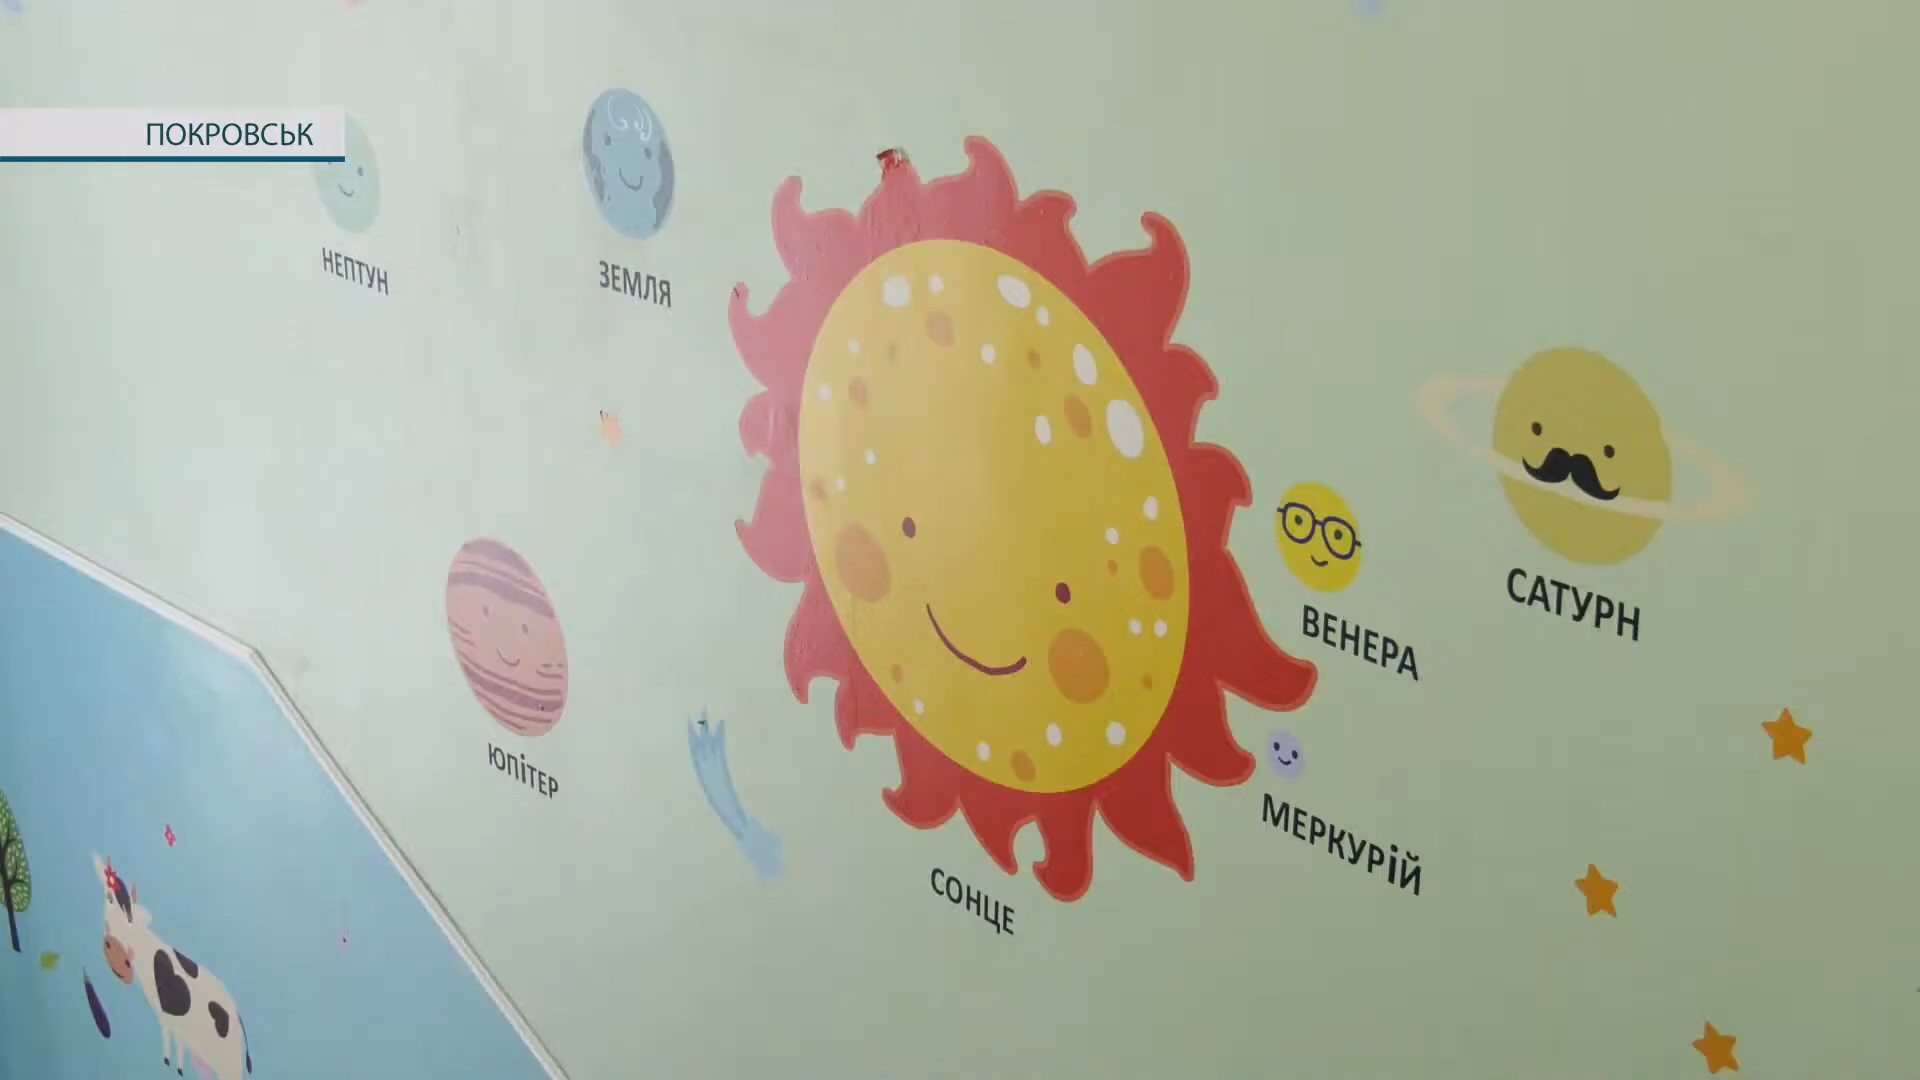 ПОКРОВСЬК
НЕПТУН
ЗЕМЛЯ
САТУРН
ВЕНЕРА
ЮПіТЕР
МЕРКУРій
СОНЦЕ